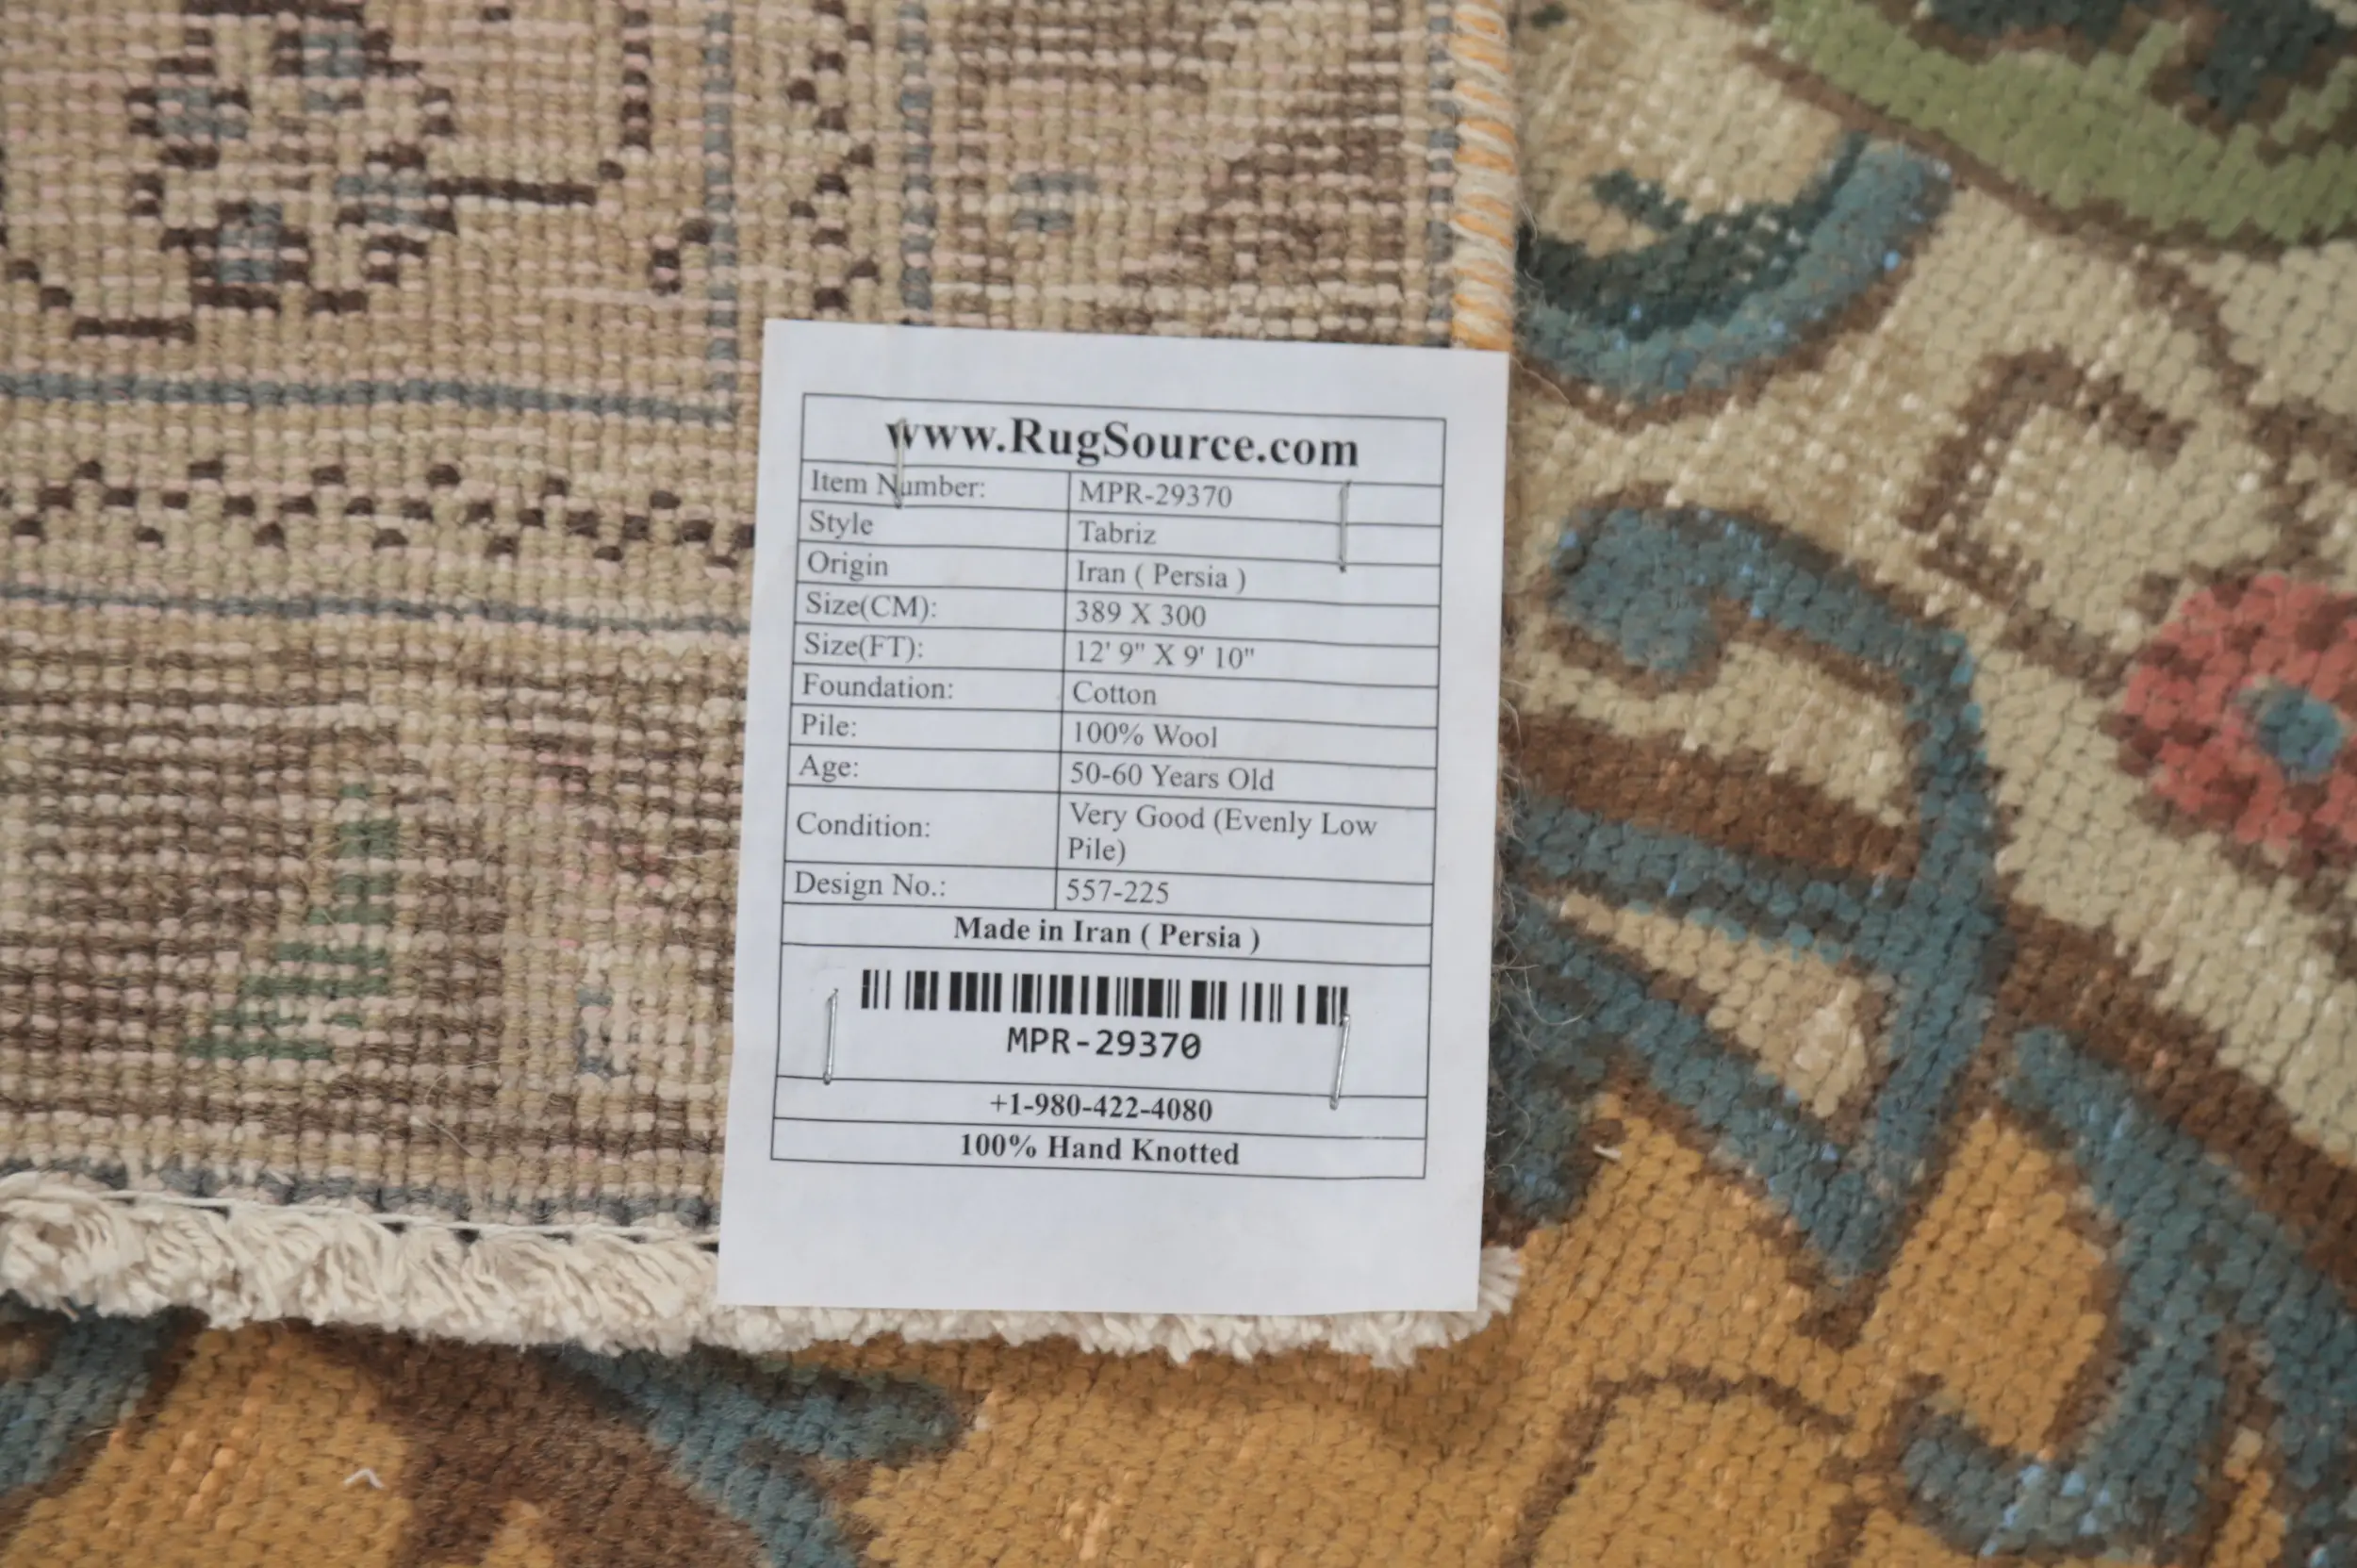 www.RugSource.com
Item Number: MPR-29370
Style Tabriz
Origin Iran ( Persia )
Size(CM): 389 X 300
Size(FT): 12' 9" X 9' 10"
Foundation: Cotton
Pile: 100% Wool
Age: 50-60 Years Old
Condition: Very Good (Evenly Low
Pile)
Design No.: 557-225
Made in Iran ( Persia )
MPR-29370
+1-980-422-4080
100% Hand Knotted